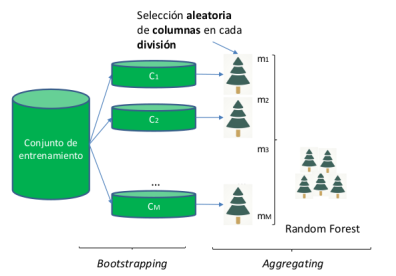 Selección aleatoria
de columnas en cada
división
Conjunto de
entrenamiento
C1
C2
...
CM
m1
m2
m3
mM
Random Forest
Bootstrapping
Aggregating